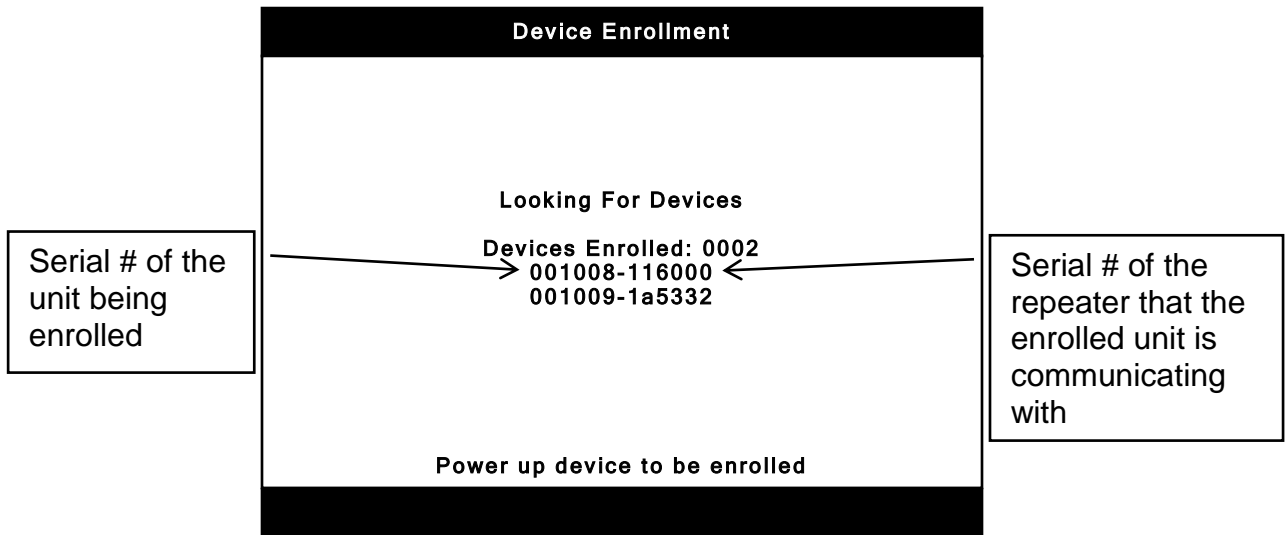 Device Enrollment
Looking For Devices
Devices Enrolled: 0002
001008-116000
001009-1a5332
Power up device to be enrolled
Serial # of the
unit being
enrolled
Serial # of the
repeater that the
enrolled unit is
communicating
with